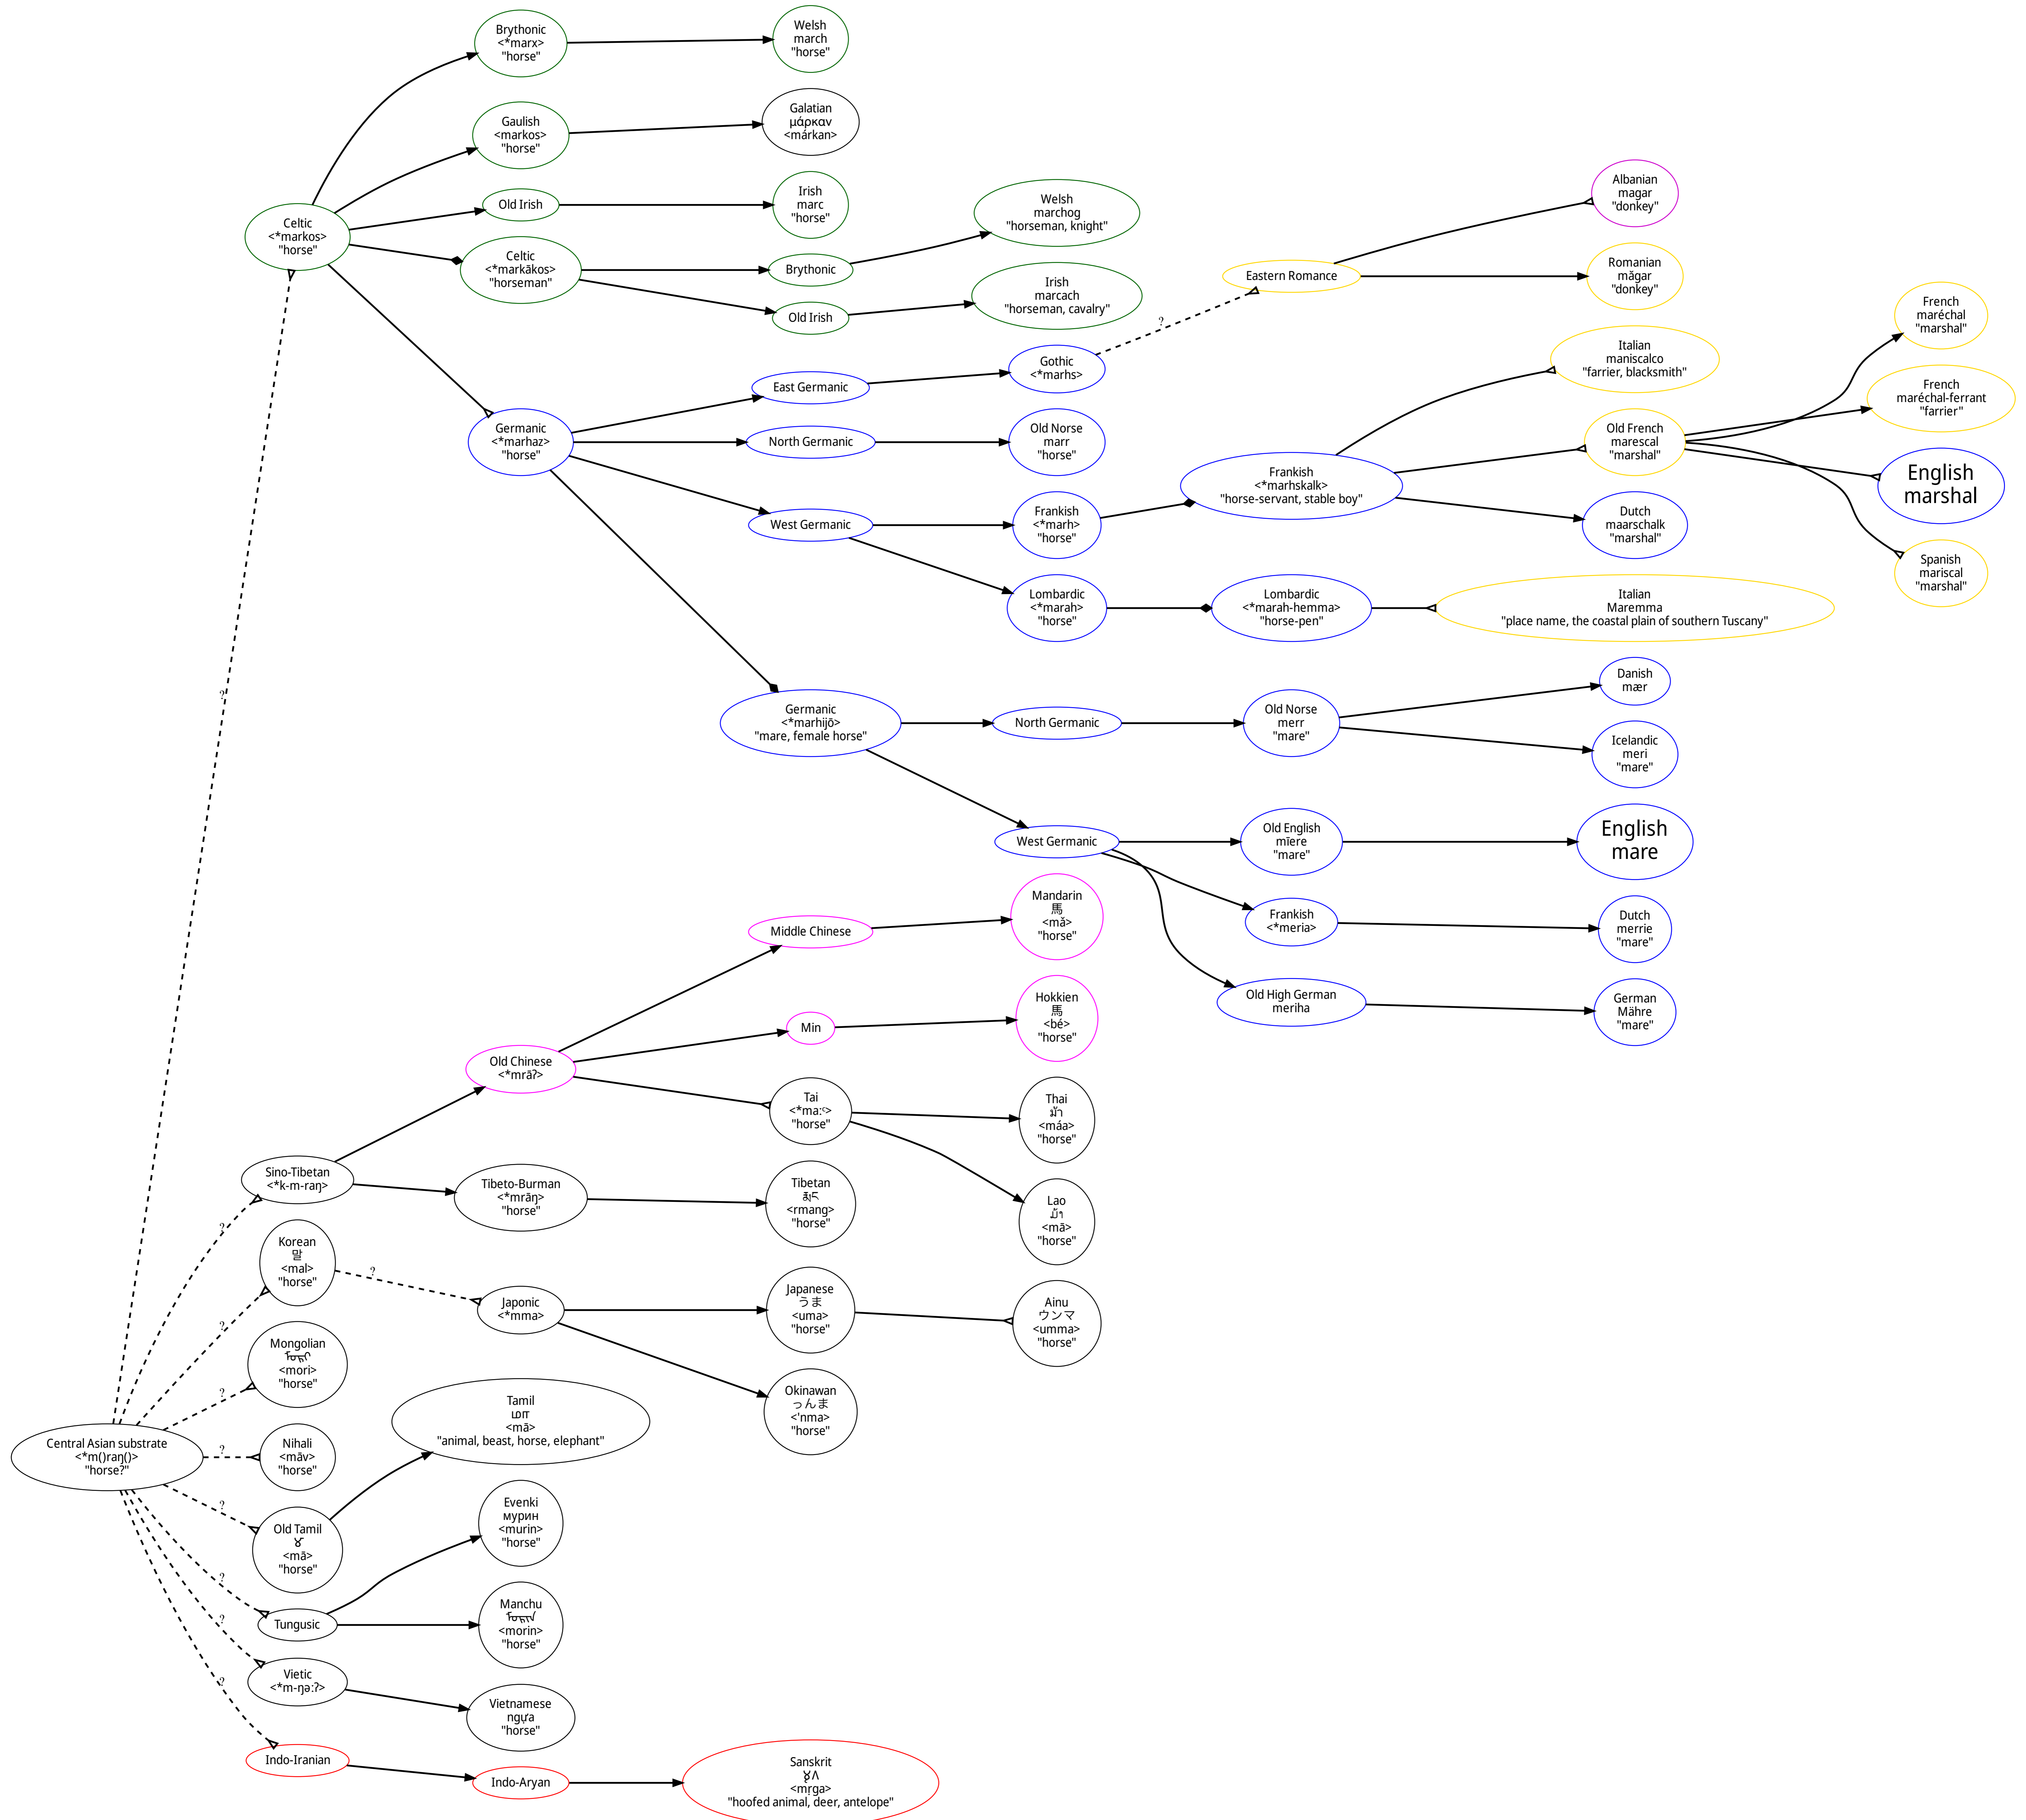 Brythonic
<*marx>
"horse"
Welsh
march
"horse"
Gaulish
<markos>
"horse"
Galatian
μάρκαν
<márkan>
Celtic
<*markos>
"horse"
Old Irish
Irish
marc
"horse"
Celtic
<*markākos>
"horseman"
Brythonic
Welsh
marchog
"horseman, knight"
Old Irish
Irish
marcach
"horseman, cavalry"
Eastern Romance
Albanian
magar
"donkey"
Romanian
măgar
"donkey"
?
Germanic
<*marhaz>
"horse"
East Germanic
Gothic
<*marhs>
North Germanic
Old Norse
marr
"horse"
West Germanic
Frankish
<*marh>
"horse"
Frankish
<*marhskalk>
"horse-servant, stable boy"
Italian
maniscalco
"farrier, blacksmith"
Old French
marescal
"marshal"
Dutch
maarschalk
"marshal"
French
maréchal
"marshal"
French
maréchal-ferrant
"farrier"
English
marshal
Spanish
mariscal
"marshal"
Lombardic
<*marah>
"horse"
Lombardic
<*marah-hemma>
"horse-pen"
Italian
Maremma
"place name, the coastal plain of southern Tuscany"
?
Germanic
<*marhijō>
"mare, female horse"
North Germanic
Old Norse
merr
"mare"
Danish
mær
Icelandic
meri
"mare"
West Germanic
Old English
mīere
"mare"
English
mare
Frankish
<*meria>
Dutch
merrie
"mare"
Old High German
meriha
German
Mähre
"mare"
Old Chinese
<*mrāʔ>
Middle Chinese
Mandarin
馬
<mǎ>
"horse"
Min
Hokkien
馬
<bé>
"horse"
Tai
<*maːˤ>
"horse"
Thai
ม้า
<máa>
"horse"
Lao
ມ້າ
<mā>
"horse"
Sino-Tibetan
<*k-m-raŋ>
Tibeto-Burman
<*mrāŋ>
"horse"
Tibetan
རྨང
<rmang>
"horse"
?
Korean
말
<mal>
"horse"
?
Japonic
<*mma>
Japanese
うま
<uma>
"horse"
Ainu
ウンマ
<umma>
"horse"
Okinawan
っんま
<'nma>
"horse"
?
Mongolian
ᠮᠣᠷᠢ
<mori>
"horse"
?
Central Asian substrate
<*m()raŋ()>
"horse?"
?
Nihali
<māv>
"horse"
Tamil
மா
<mā>
"animal, beast, horse, elephant"
?
Old Tamil
𑀫𑀸
<mā>
"horse"
?
Tungusic
Evenki
мурин
<murin>
"horse"
Manchu
ᠮᠣᡵᡳᠨ
<morin>
"horse"
?
Vietic
<*m-ŋəːʔ>
Vietnamese
ngựa
"horse"
?
Indo-Iranian
Indo-Aryan
Sanskrit
𑀫𑀾𑀕
<mṛga>
"hoofed animal, deer, antelope"